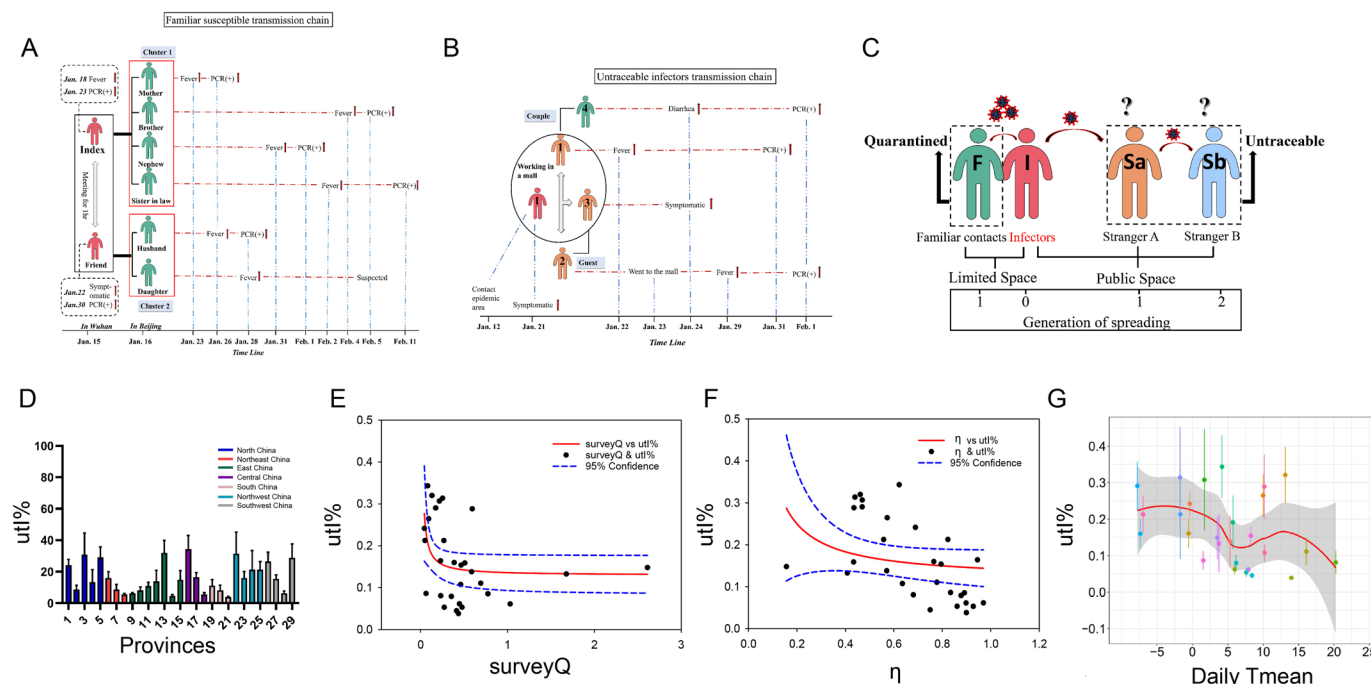 Familiar susceptible transmission chain
A
Cluster 1
Jan. 18 Fever
Jan. 23 PCR(+)
Mother
Fever
PCR(+)
Brother
Fever
PCR(+)
Index
Nephew
Fever
PCR(+)
Meeting for 1hr
Sister in law
Fever
PCR(+)
Husband
Fever
PCR(+)
Friend
Daughter
Fever
Suspected
Jan.22 Sympt-
omatic
Jan.30 PCR(+)
Cluster 2
In Wuhan
In Beijing
Jan. 15
Jan. 16
Jan. 23
Jan. 26
Jan. 28
Jan. 31
Feb. 1
Feb. 2
Feb. 4
Feb. 5
Feb. 11
Time Line
B
Untraceable infectors transmission chain
Couple
4
Diarrhea
PCR(+)
1
Fever
PCR(+)
Working in
a mall
1
3
Symptomatic
2
Guest
Went to the mall
Fever
PCR(+)
Contact
epidemic
area
Symptomatic
Jan. 12
Jan. 21
Jan. 22
Jan. 23
Jan. 24
Jan. 29
Jan. 31
Feb. 1
Time Line
C
? ?
Quarantined
F I Sa Sb
Untraceable
Familiar contacts Infectors Stranger A Stranger B
Limited Space Public Space
1 0 1 2
Generation of spreading
D
utI%
100
80
60
40
20
0
North China
Northeast China
East China
Central China
South China
Northwest China
Southwest China
1 3 5 7 9 11 13 15 17 19 21 23 25 27 29
Provinces
E
utI%
0.5
0.4
0.3
0.2
0.1
0.0
surveyQ vs utI%
surveyQ & utI%
95% Confidence
0 1 2 3
surveyQ
F
utI%
0.5
0.4
0.3
0.2
0.1
0.0
η vs utI%
η & utI%
95% Confidence
0.0 0.2 0.4 0.6 0.8 1.0 1.2
η
G
utI%
0.4
0.3
0.2
0.1
0.0
−0.1
−5 0 5 10 15 20 25
Daily Tmean